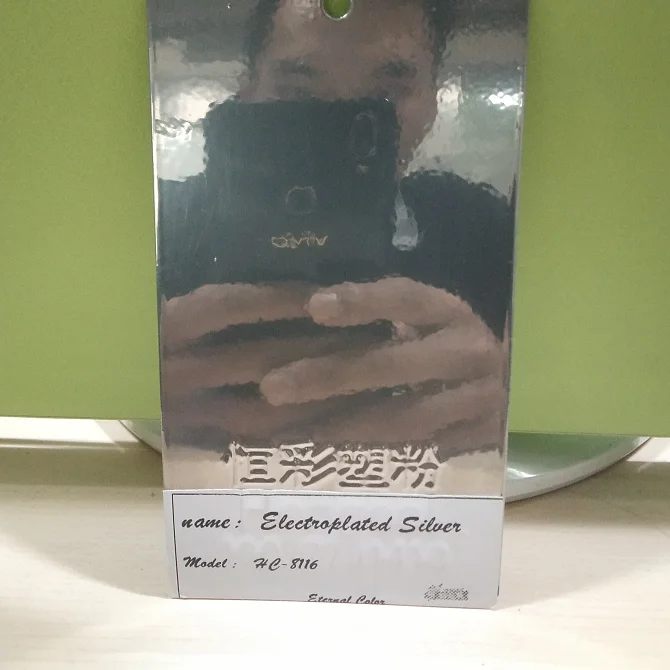 恒彩塑粉
name: Electroplated Silver
Model: HC-8116
Eternal Color